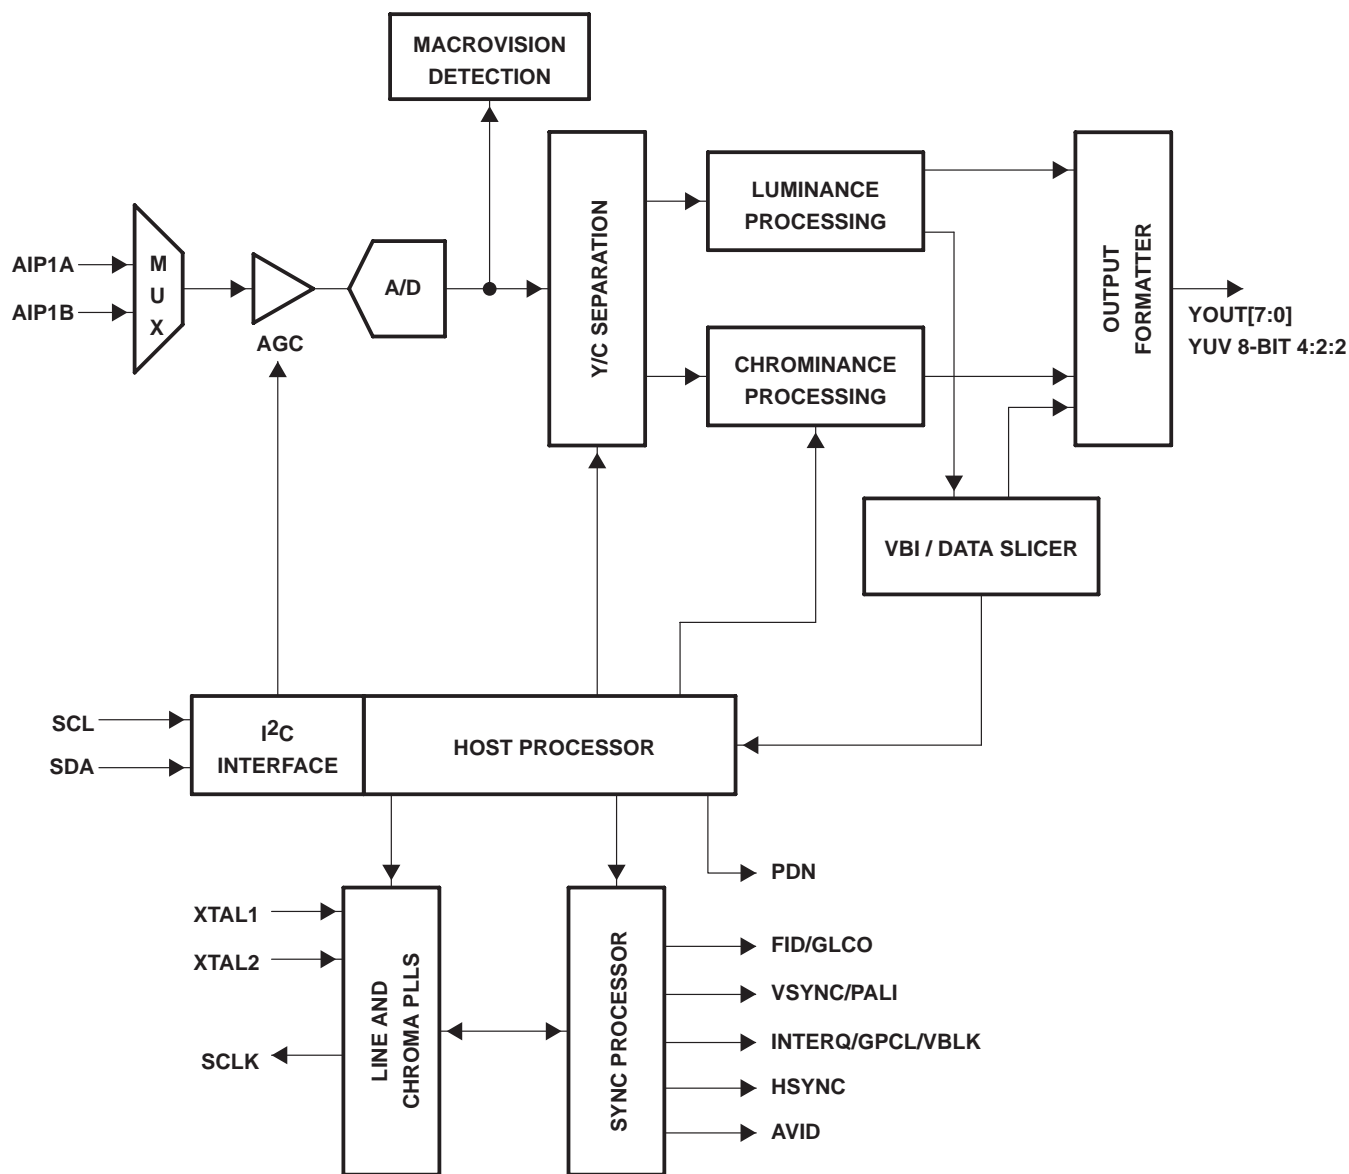 MACROVISION
DETECTION
AIP1A
AIP1B
M
U
X
AGC
A/D
Y/C SEPARATION
LUMINANCE
PROCESSING
CHROMINANCE
PROCESSING
OUTPUT
FORMATTER
YOUT[7:0]
YUV 8-BIT 4:2:2
VBI / DATA SLICER
SCL
SDA
I²C
INTERFACE
HOST PROCESSOR
PDN
XTAL1
XTAL2
SCLK
LINE AND
CHROMA PLLS
SYNC PROCESSOR
FID/GLCO
VSYNC/PALI
INTERQ/GPCL/VBLK
HSYNC
AVID